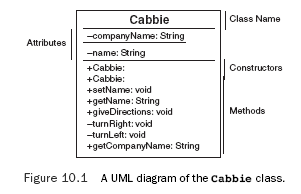 Cabbie
Class Name
Attributes
–companyName: String
–name: String
+Cabbie:
Constructors
+Cabbie:
+setName: void
+getName: String
+giveDirections: void
Methods
–turnRight: void
–turnLeft: void
+getCompanyName: String
Figure 10.1 A UML diagram of the Cabbie class.